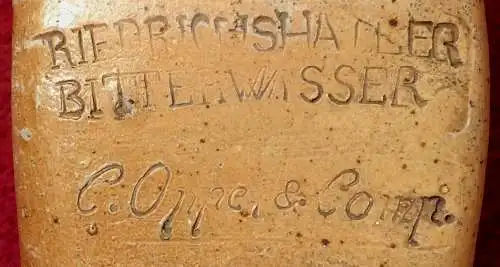 RIEDRICHSHALLER
BITTERWASSER
C. Oppel & Comp.